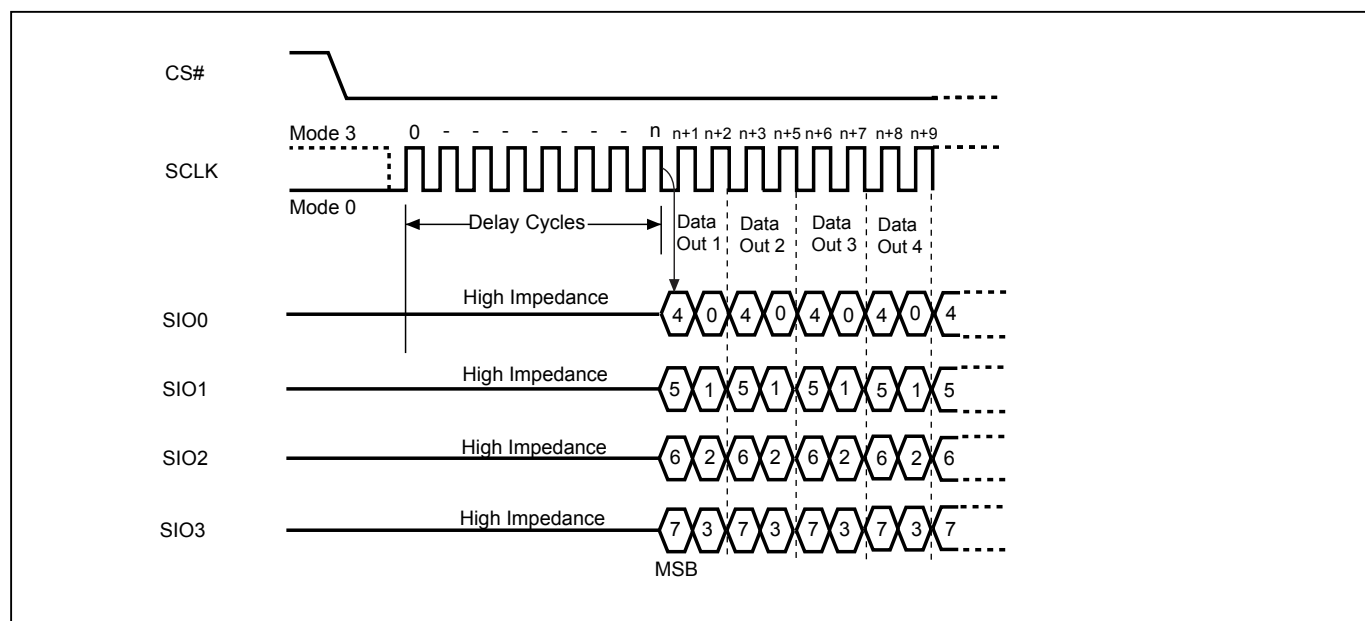 CS#
Mode 3 0 - - - - - - n n+1 n+2 n+3 n+5 n+6 n+7 n+8 n+9
SCLK
Mode 0
Delay Cycles
Data Out 1
Data Out 2
Data Out 3
Data Out 4
High Impedance
SIO0 4 0 4 0 4 0 4 0 4
High Impedance
SIO1 5 1 5 1 5 1 5 1 5
High Impedance
SIO2 6 2 6 2 6 2 6 2 6
High Impedance
SIO3 7 3 7 3 7 3 7 3 7
MSB